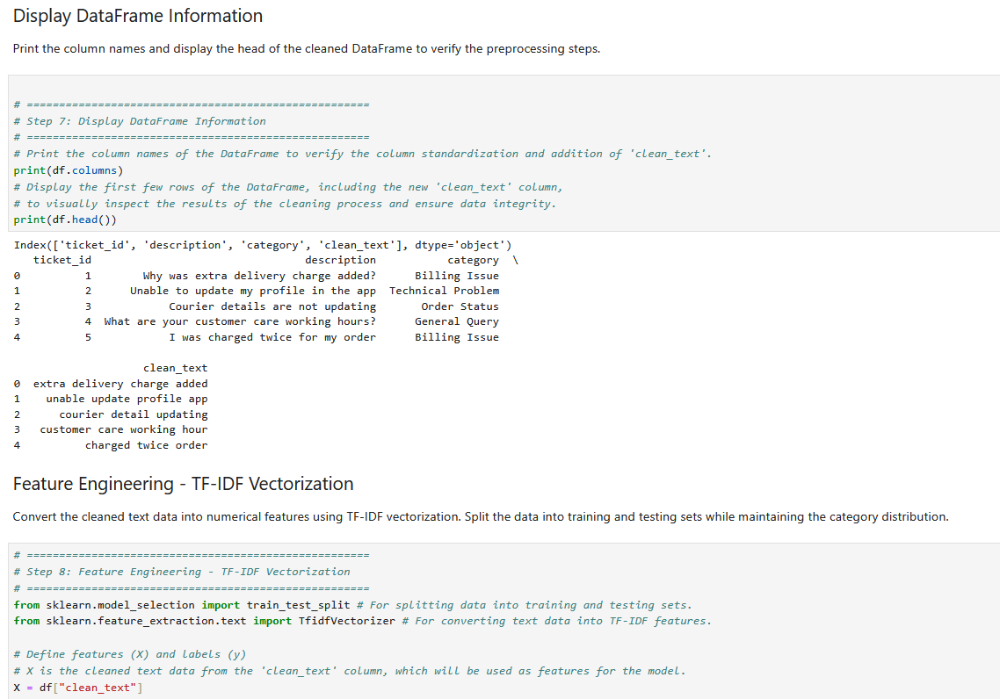 Display DataFrame Information
Print the column names and display the head of the cleaned DataFrame to verify the preprocessing steps.
# =====================================================
# Step 7: Display DataFrame Information
# =====================================================
# Print the column names of the DataFrame to verify the column standardization and addition of 'clean_text'.
print(df.columns)
# Display the first few rows of the DataFrame, including the new 'clean_text' column,
# to visually inspect the results of the cleaning process and ensure data integrity.
print(df.head())
Index(['ticket_id', 'description', 'category', 'clean_text'], dtype='object')
   ticket_id                                 description           category  \
0          1        Why was extra delivery charge added?      Billing Issue
1          2      Unable to update my profile in the app  Technical Problem
2          3            Courier details are not updating       Order Status
3          4  What are your customer care working hours?      General Query
4          5            I was charged twice for my order      Billing Issue
                    clean_text
0  extra delivery charge added
1    unable update profile app
2      courier detail updating
3   customer care working hour
4          charged twice order
Feature Engineering - TF-IDF Vectorization
Convert the cleaned text data into numerical features using TF-IDF vectorization. Split the data into training and testing sets while maintaining the category distribution.
# =====================================================
# Step 8: Feature Engineering - TF-IDF Vectorization
# =====================================================
from sklearn.model_selection import train_test_split # For splitting data into training and testing sets.
from sklearn.feature_extraction.text import TfidfVectorizer # For converting text data into TF-IDF features.
# Define features (X) and labels (y)
# X is the cleaned text data from the 'clean_text' column, which will be used as features for the model.
X = df["clean_text"]